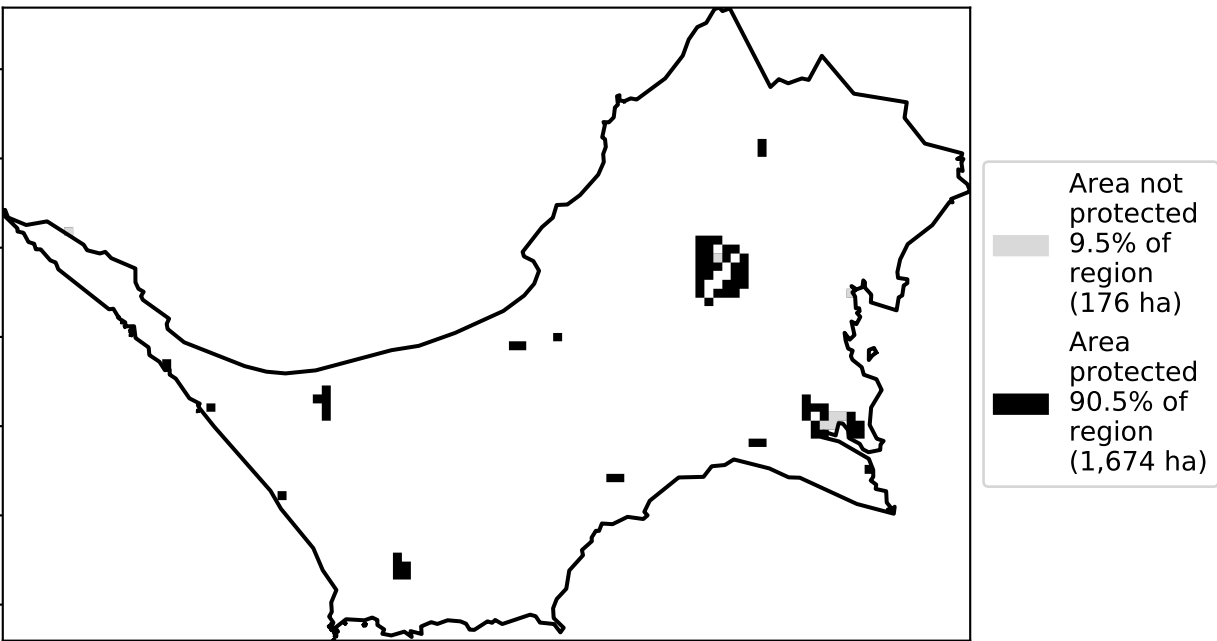 Area not
protected
9.5% of
region
(176 ha)
Area
protected
90.5% of
region
(1,674 ha)